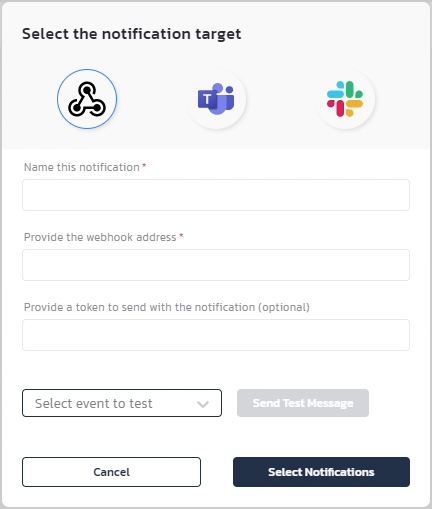 Select the notification target
T
Name this notification *
Provide the webhook address *
Provide a token to send with the notification (optional)
Select event to test
Send Test Message
Cancel
Select Notifications